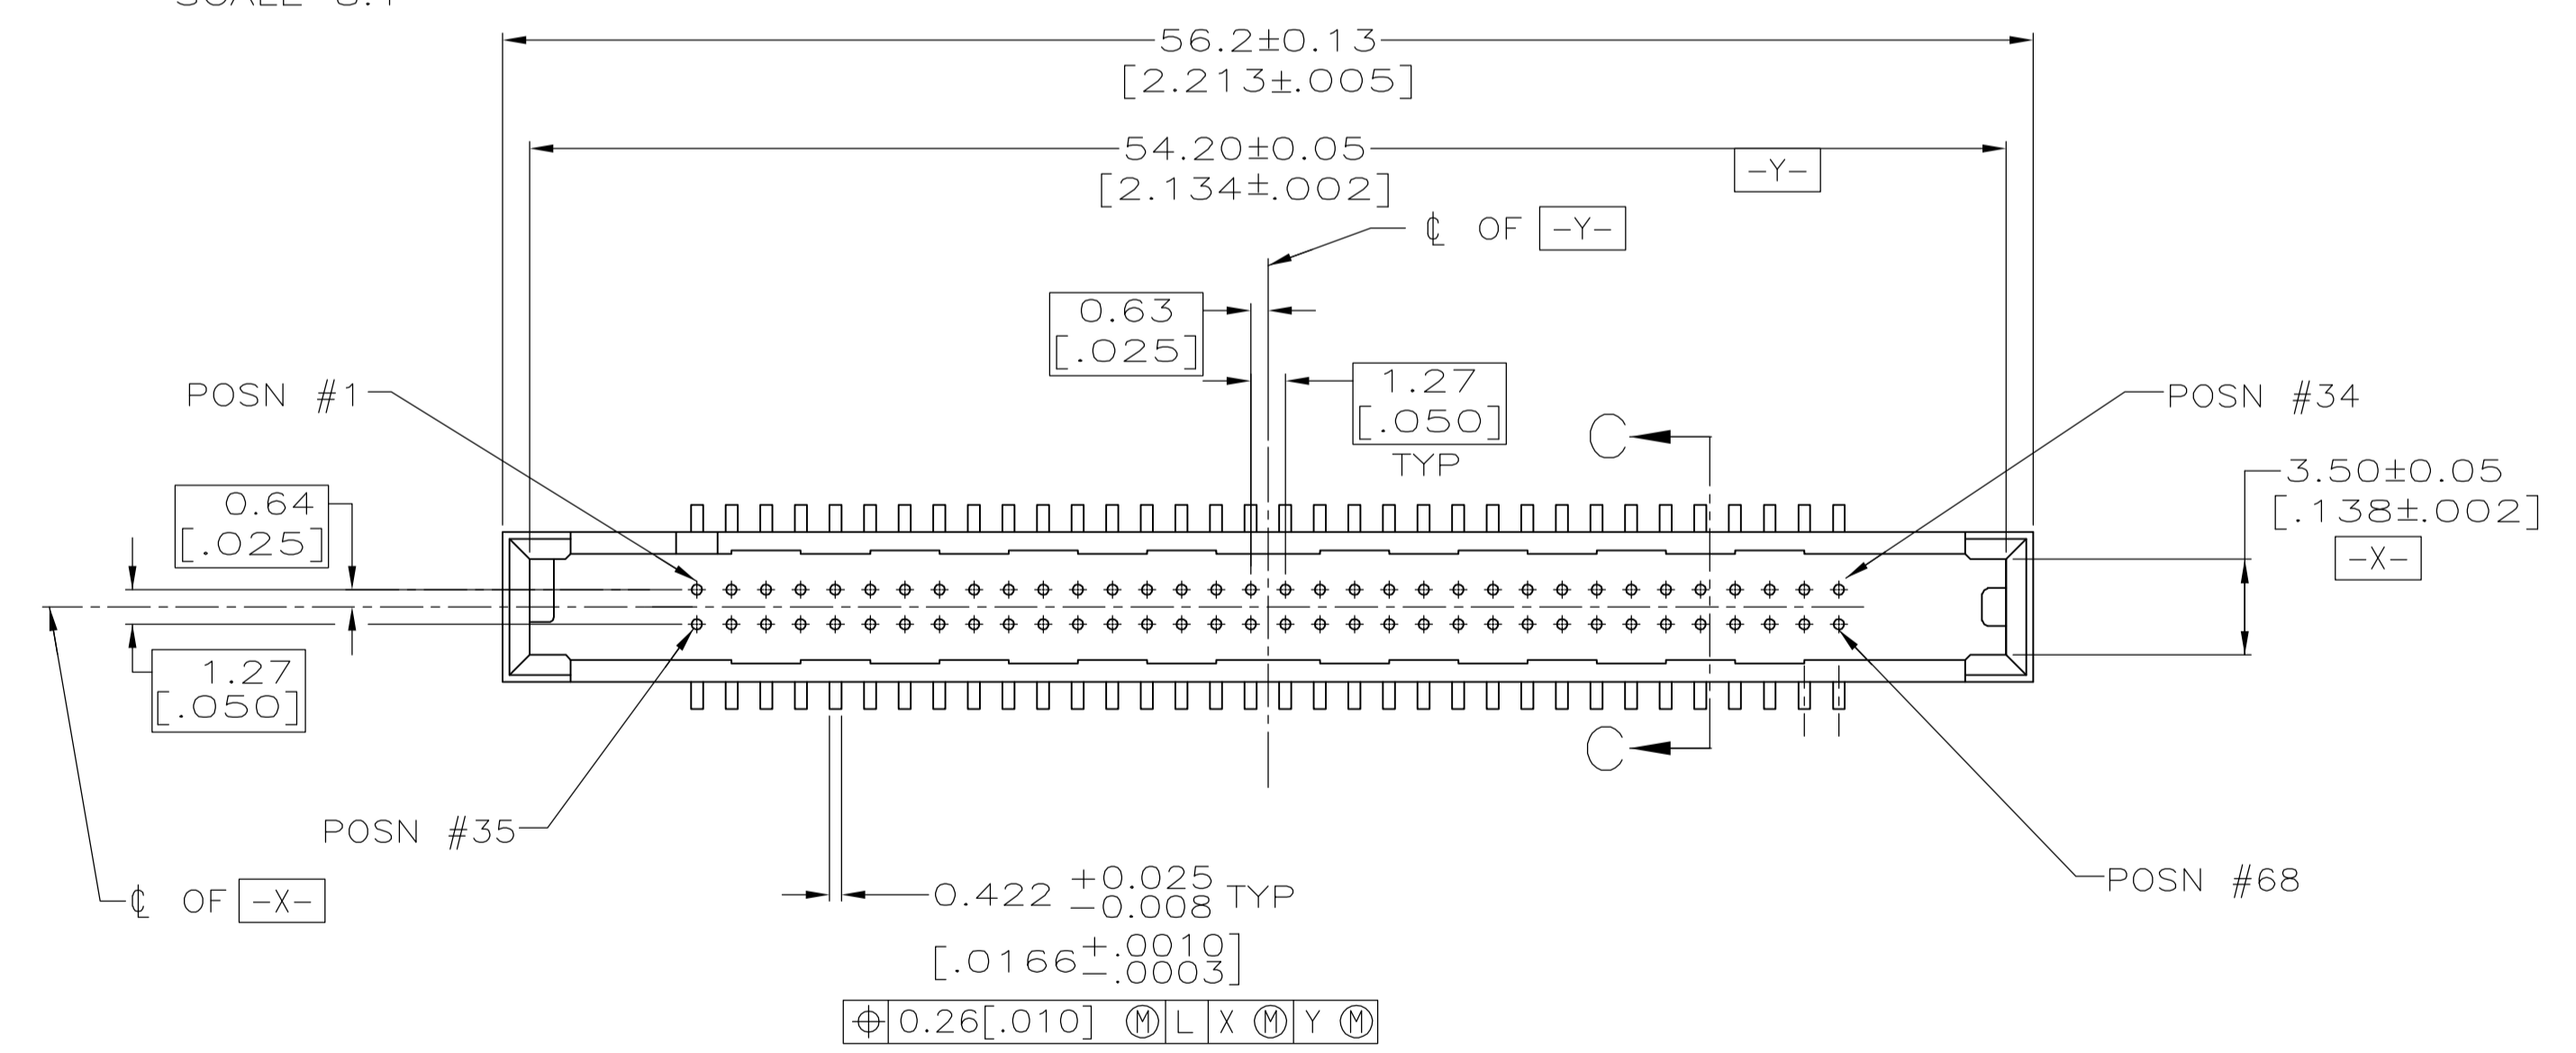 56.2±0.13
[2.213±.005]
54.20±0.05
[2.134±.002]
-Y-
℄ OF -Y-
0.63
[.025]
1.27
[.050]
TYP
POSN #1
POSN #34
C
3.50±0.05
[.138±.002]
-X-
0.64
[.025]
1.27
[.050]
C
POSN #35
POSN #68
℄ OF -X-
0.422 +0.025 -0.008 TYP
[.0166 +.0010 -.0003]
⌖ 0.26[.010] Ⓜ L X Ⓜ Y Ⓜ